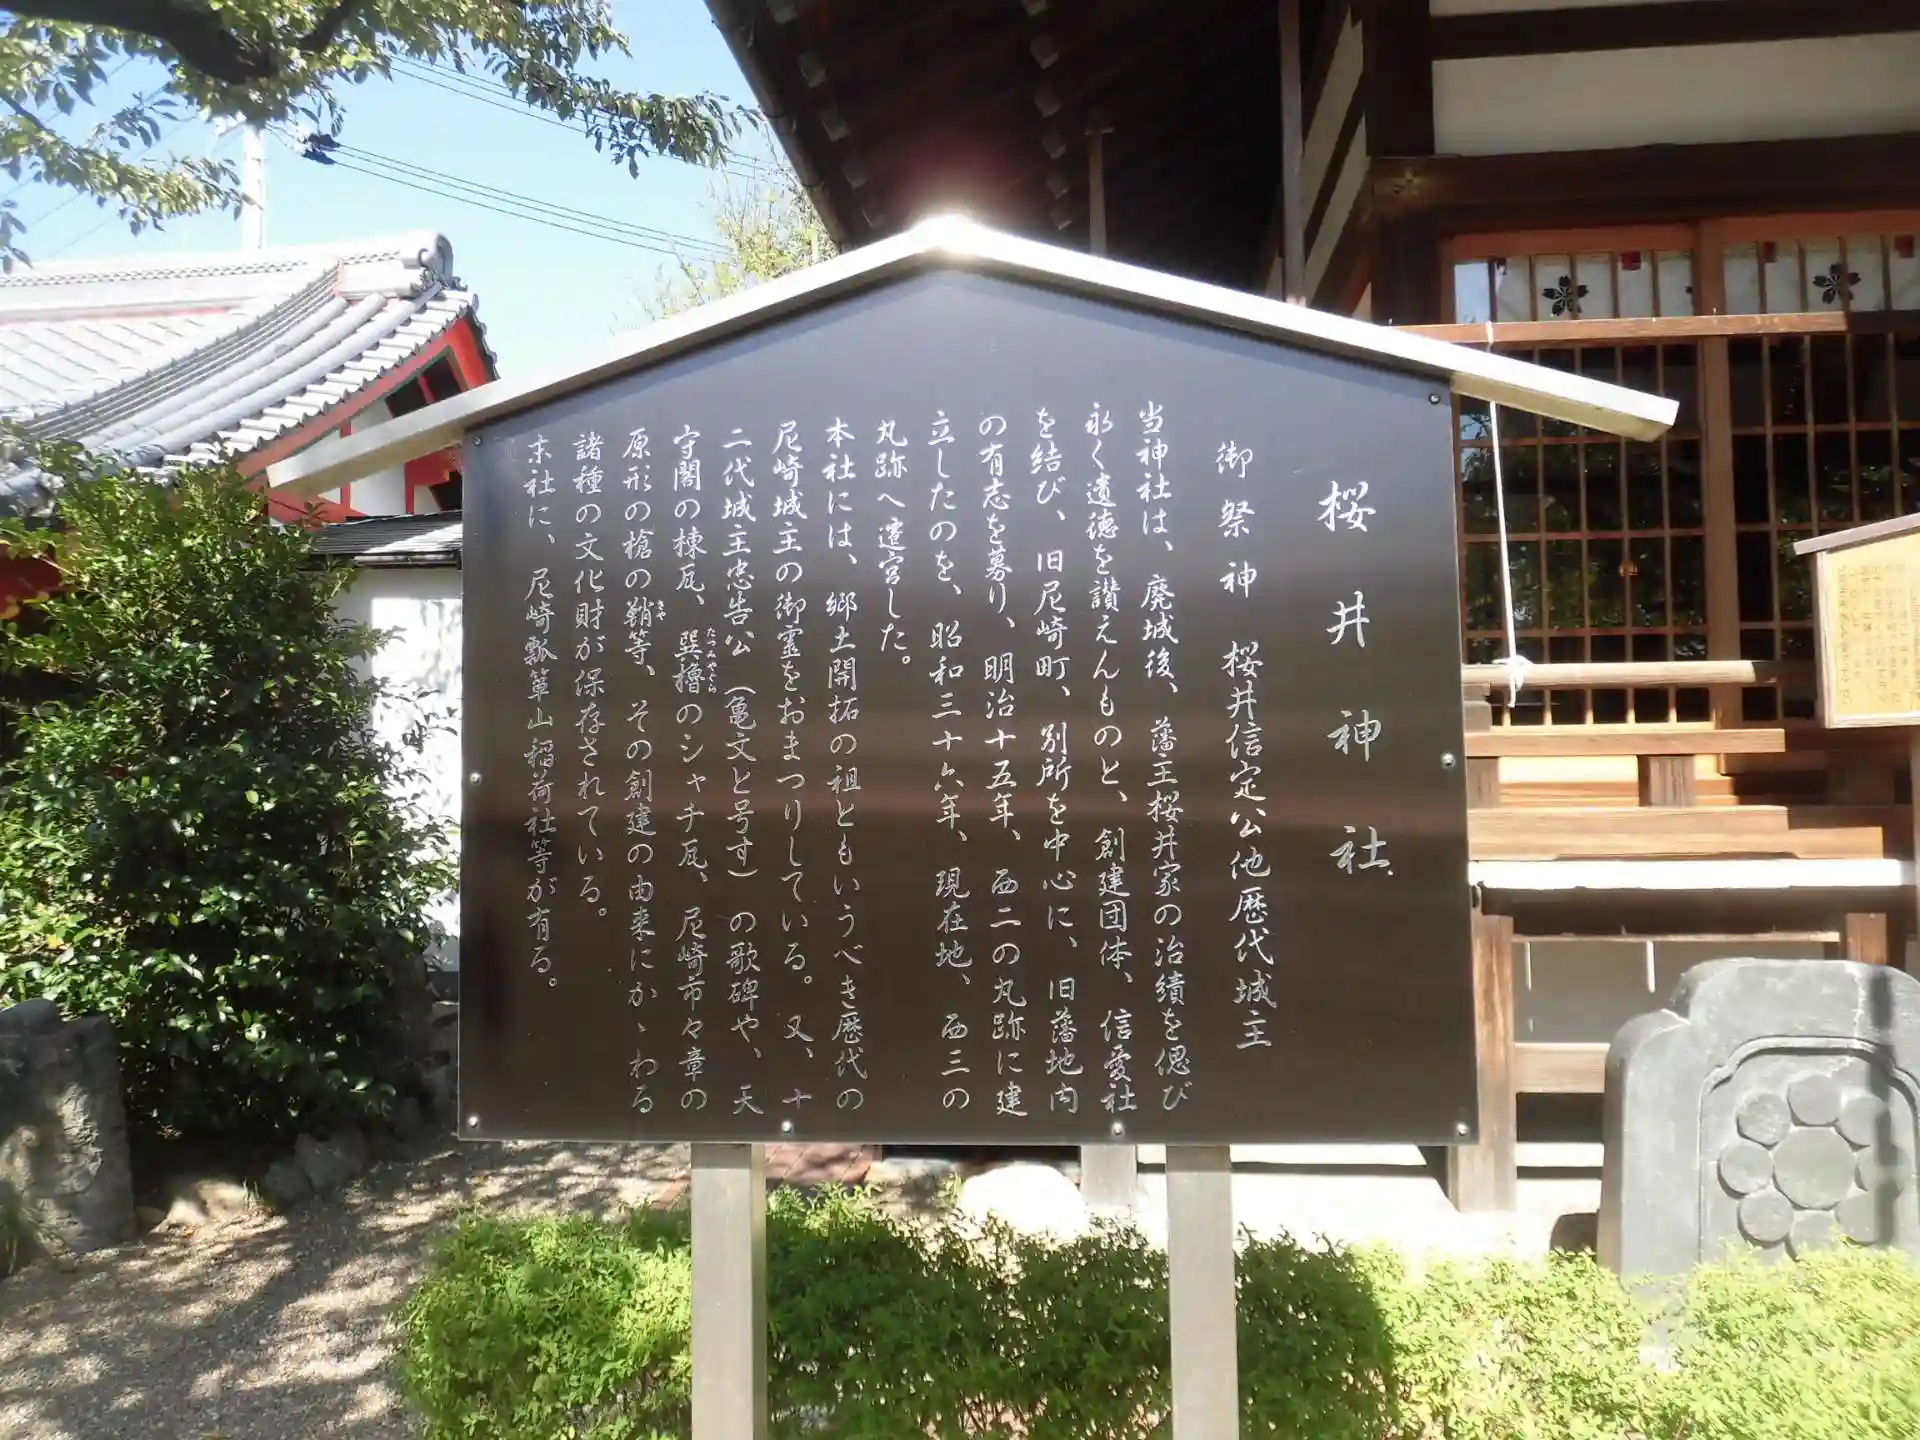 桜井神社
御祭神 桜井信定公他歴代城主
当神社は、廃城後、藩主桜井家の治績を偲び
永く遺徳を讃えんものと、創建団体、信愛社
を結び、旧尼崎町、別所を中心に、旧藩地内
の有志を募り、明治十五年、西二の丸跡に建
立したのを、昭和三十六年、現在地、西三の
丸跡へ遷宮した。
本社には、郷土開拓の祖ともいうべき歴代の
尼崎城主の御霊をおまつりしている。又、十
二代城主忠告公（亀文と号す）の歌碑や、天
守閣の棟瓦、巽櫓のシャチ瓦、尼崎市々章の
たつみやぐら
原形の槍の鞘等、その創建の由来にかゝわる
さや
諸種の文化財が保存されている。
末社に、尼崎瓢箪山稲荷社等が有る。